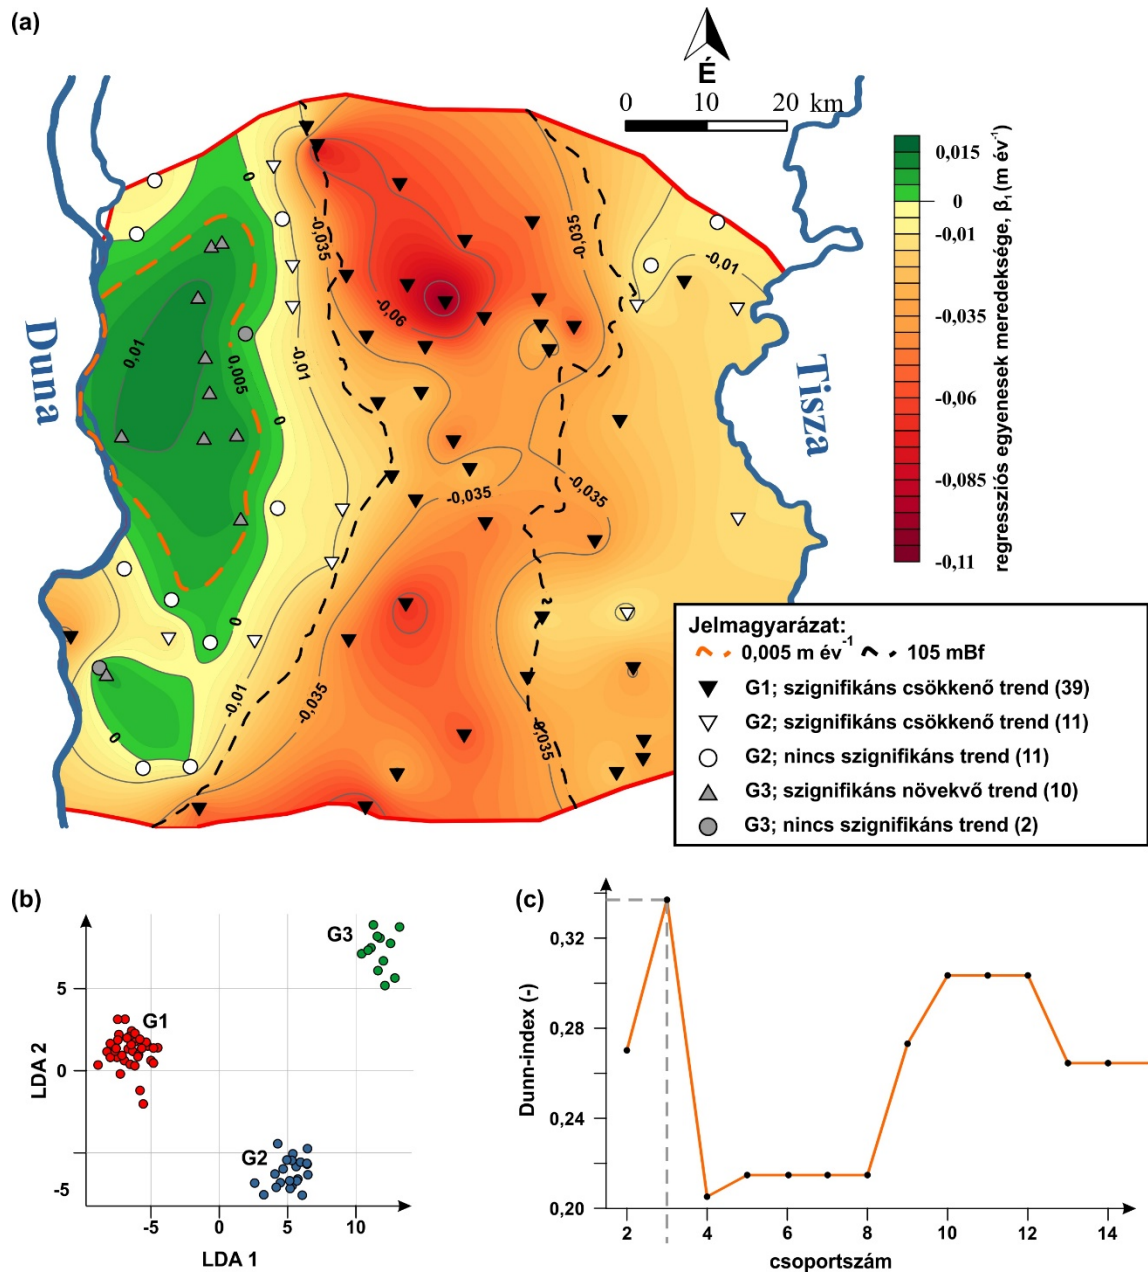 (a)
É
0 10 20 km
Duna
Tisza
0
-0,035
-0,035
-0,01
-0,06
0,01
0,005
-0,01
0
-0,035
-0,035
0
-0,01
-0,035
-0,035
0
0,015
0
-0,01
-0,035
-0,06
-0,085
-0,11
regressziós egyenesek meredeksége, β₁ (m év⁻¹)
Jelmagyarázat:
0,005 m év⁻¹ 105 mBf
G1; szignifikáns csökkenő trend (39)
G2; szignifikáns csökkenő trend (11)
G2; nincs szignifikáns trend (11)
G3; szignifikáns növekvő trend (10)
G3; nincs szignifikáns trend (2)
(b)
G3
G1
G2
5
0
-5
LDA 2
-5 0 5 10
LDA 1
(c)
0,32
0,28
0,24
0,20
Dunn-index (-)
2 4 6 8 10 12 14
csoportszám